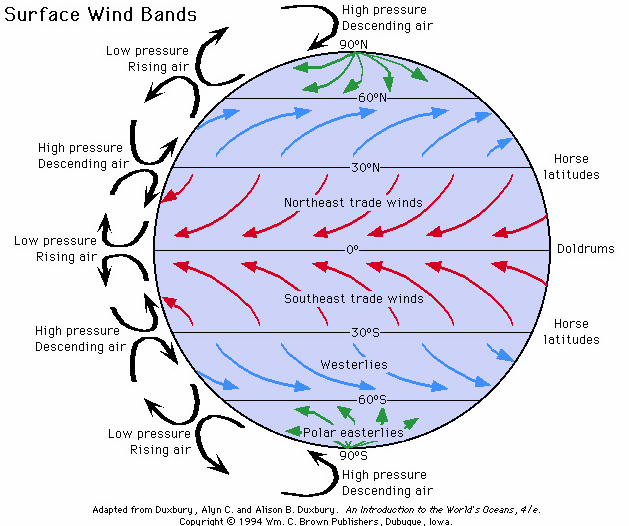 Surface Wind Bands
High pressure
Descending air
90°N
Low pressure
Rising air
60°N
High pressure
Descending air
30°N
Horse
latitudes
Northeast trade winds
Low pressure
Rising air
0°
Doldrums
Southeast trade winds
High pressure
Descending air
30°S
Horse
latitudes
Westerlies
60°S
Low pressure
Rising air
Polar easterlies
90°S
High pressure
Descending air
Adapted from Duxbury, Alyn C. and Alison B. Duxbury. An Introduction to the World's Oceans, 4/e.
Copyright © 1994 Wm. C. Brown Publishers, Dubuque, Iowa.